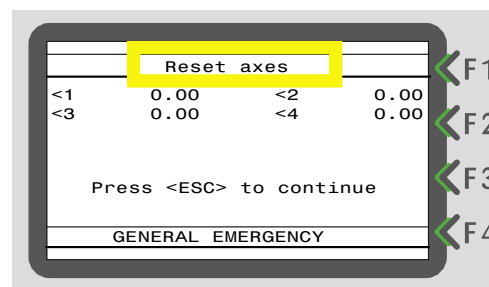 Reset axes
<1 0.00 <2 0.00
<3 0.00 <4 0.00
Press <ESC> to continue
GENERAL EMERGENCY
F1
F2
F3
F4